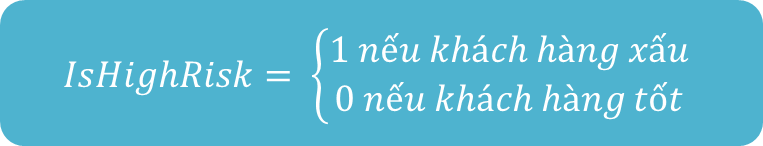 IsHighRisk = { 1 nếu khách hàng xấu
0 nếu khách hàng tốt